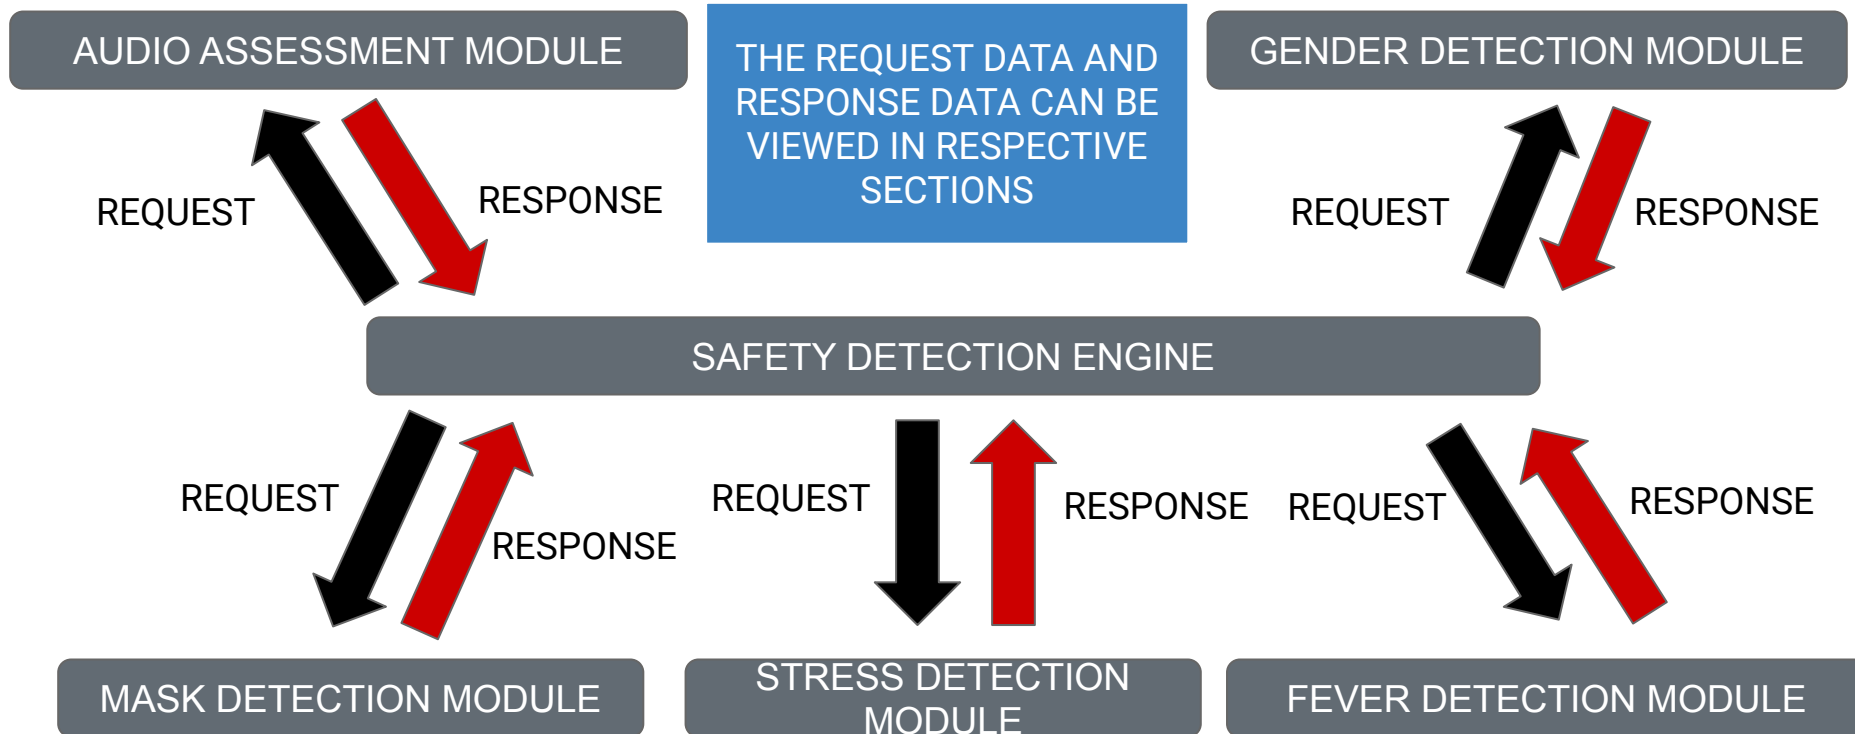 AUDIO ASSESSMENT MODULE
THE REQUEST DATA AND
RESPONSE DATA CAN BE
VIEWED IN RESPECTIVE
SECTIONS
GENDER DETECTION MODULE
REQUEST
RESPONSE
REQUEST
RESPONSE
SAFETY DETECTION ENGINE
REQUEST
RESPONSE
REQUEST
RESPONSE
REQUEST
RESPONSE
MASK DETECTION MODULE
STRESS DETECTION
MODULE
FEVER DETECTION MODULE